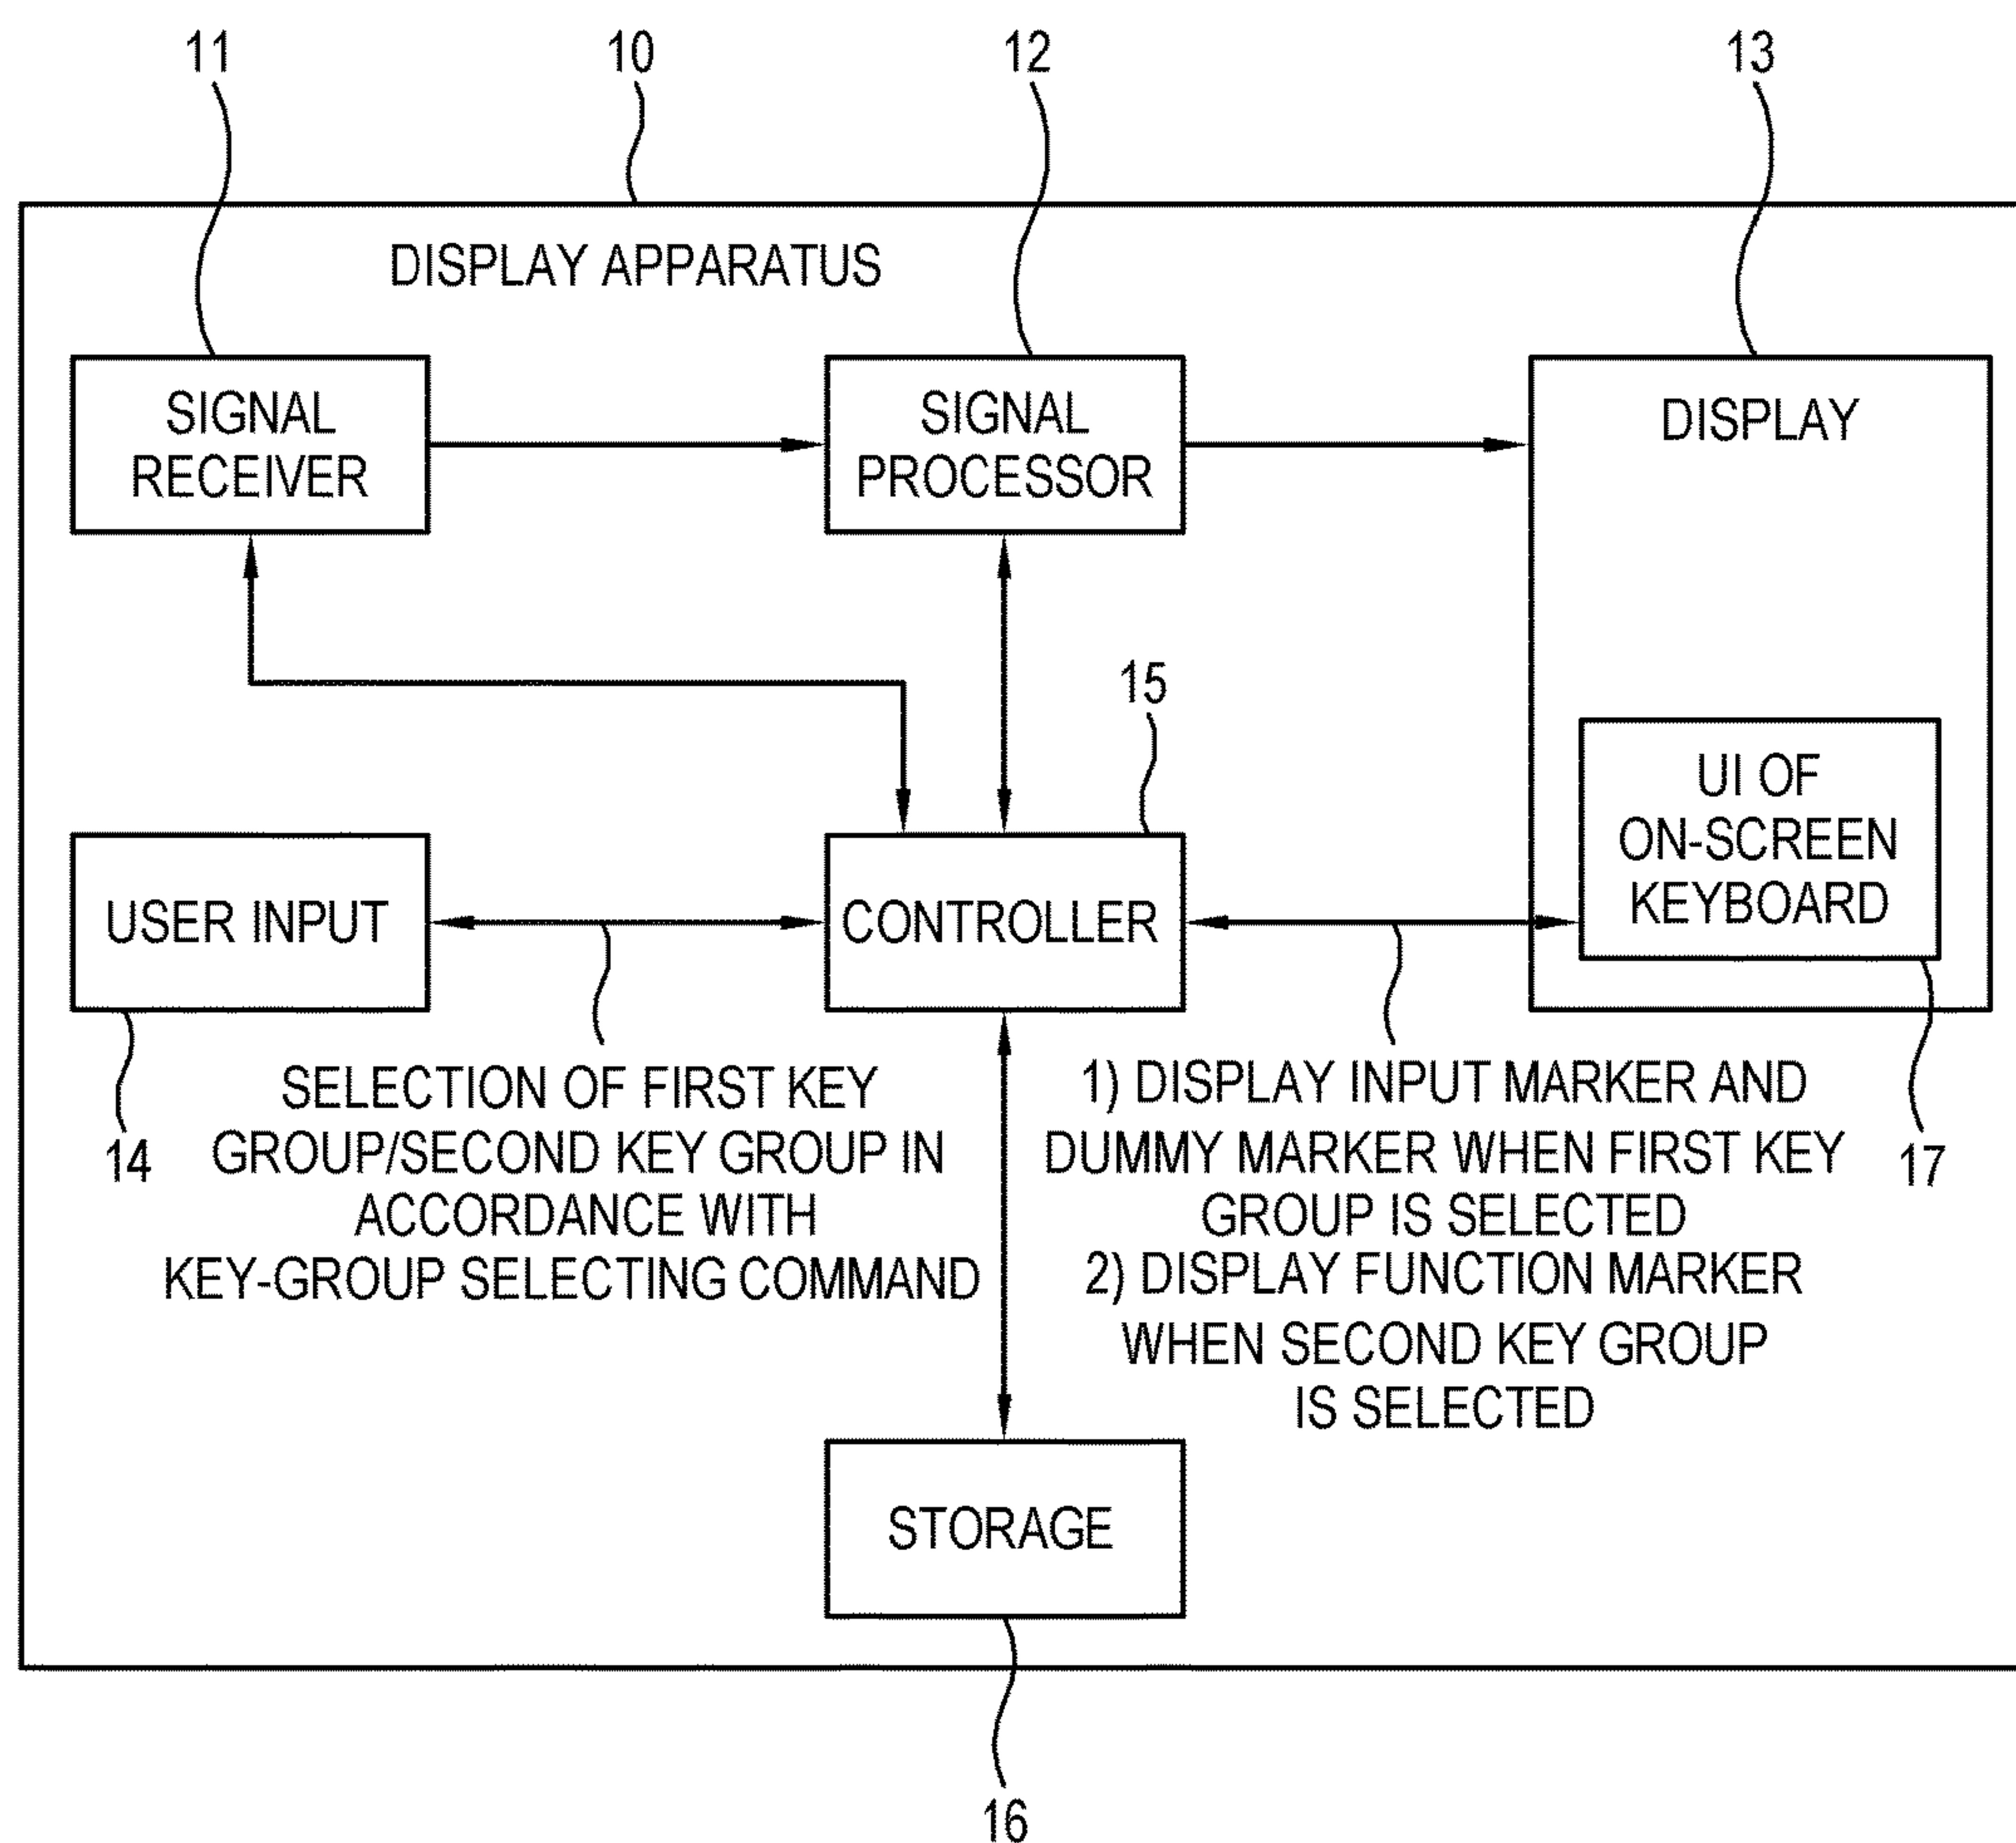 11
10
12
13
DISPLAY APPARATUS
SIGNAL
RECEIVER
SIGNAL
PROCESSOR
DISPLAY
15
UI OF
ON-SCREEN
KEYBOARD
USER INPUT
CONTROLLER
14
SELECTION OF FIRST KEY
GROUP/SECOND KEY GROUP IN
ACCORDANCE WITH
KEY-GROUP SELECTING COMMAND
1) DISPLAY INPUT MARKER AND
DUMMY MARKER WHEN FIRST KEY
GROUP IS SELECTED
2) DISPLAY FUNCTION MARKER
WHEN SECOND KEY GROUP
IS SELECTED
17
STORAGE
16